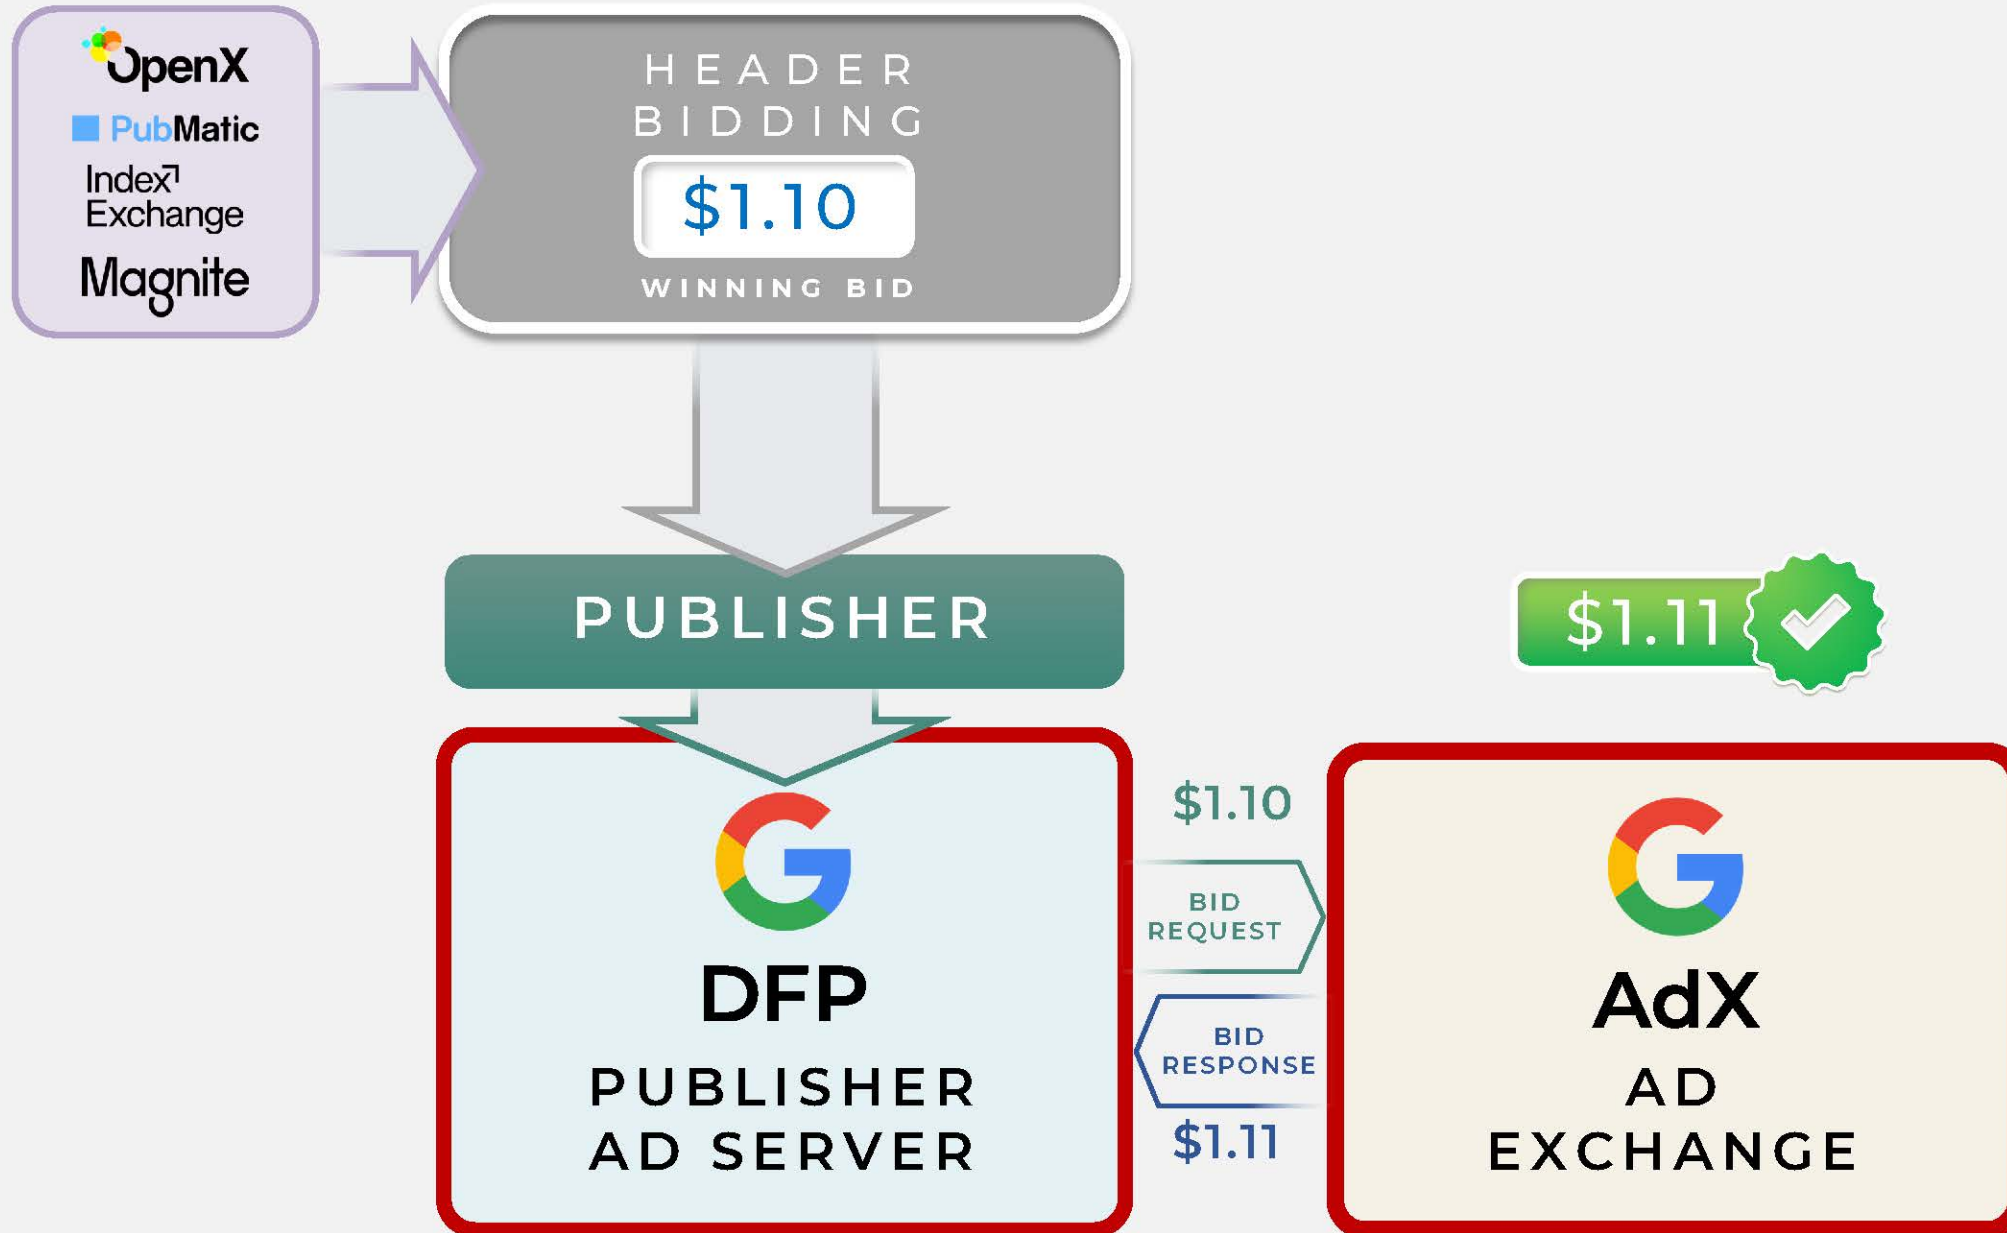 OpenX
PubMatic
Index
Exchange
Magnite
HEADER
BIDDING
$1.10
WINNING BID
PUBLISHER
$1.11
DFP
PUBLISHER
AD SERVER
$1.10
BID
REQUEST
BID
RESPONSE
$1.11
AdX
AD
EXCHANGE